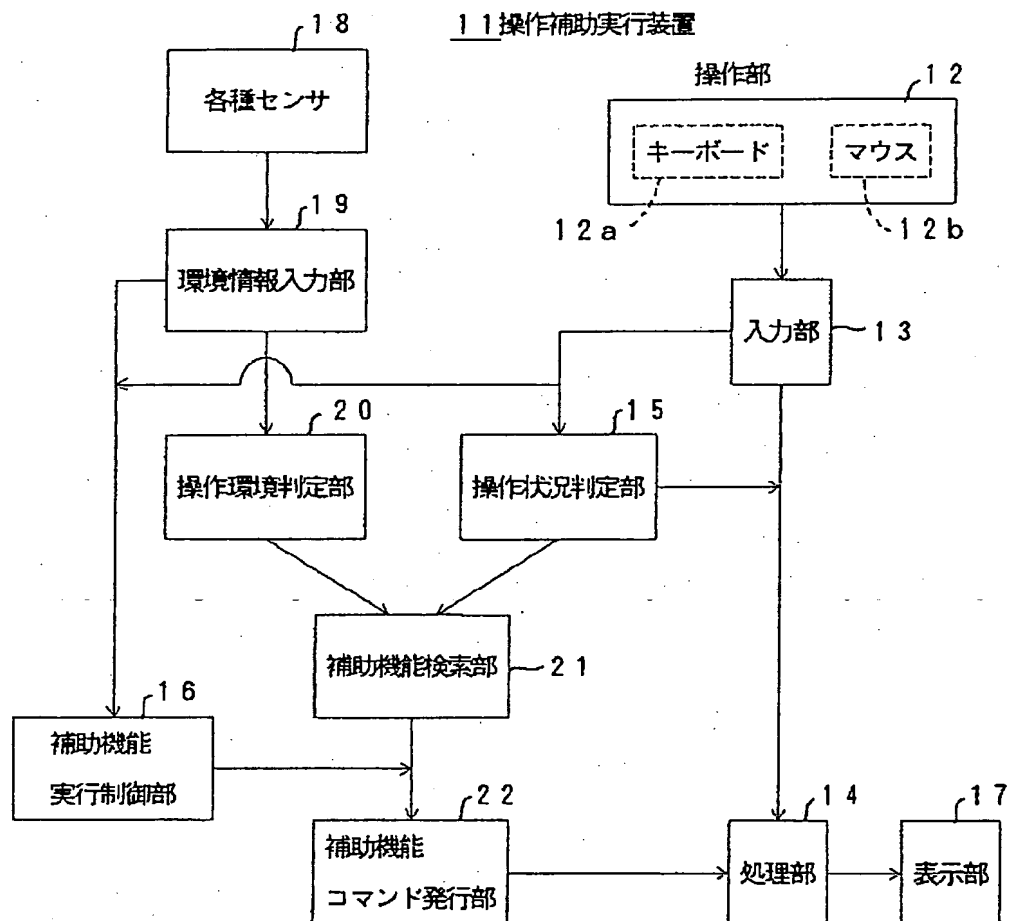 １８
１１操作補助実行装置
各種センサ
操作部
１２
キーボード
マウス
１２ａ
１２ｂ
１９
環境情報入力部
入力部
１３
２０
操作環境判定部
１５
操作状況判定部
補助機能検索部
２１
１６
補助機能
実行制御部
２２
補助機能
コマンド発行部
１４
処理部
１７
表示部